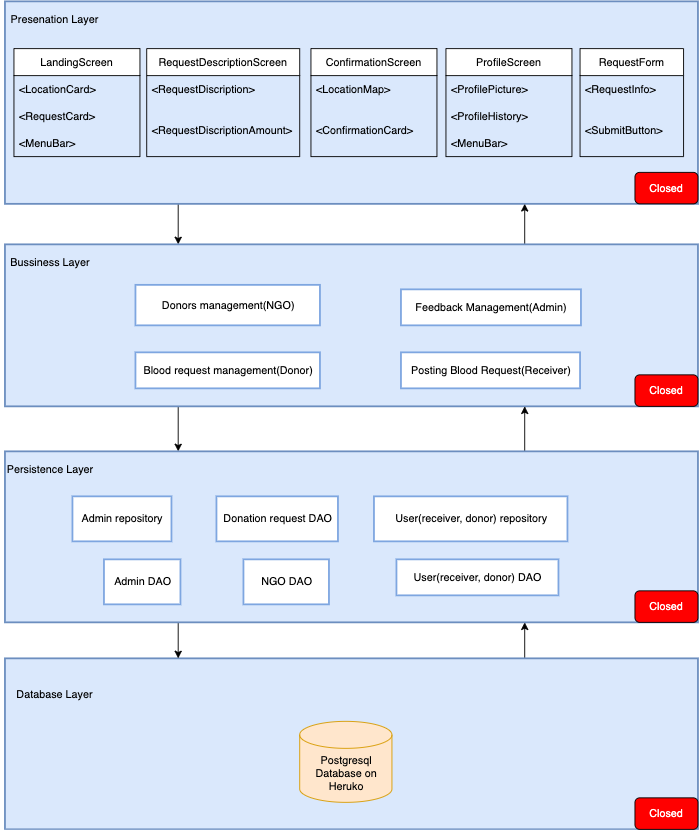 Presenation Layer
LandingScreen
<LocationCard>
<RequestCard>
<MenuBar>
RequestDescriptionScreen
<RequestDiscription>
<RequestDiscriptionAmount>
ConfirmationScreen
<LocationMap>
<ConfirmationCard>
ProfileScreen
<ProfilePicture>
<ProfileHistory>
<MenuBar>
RequestForm
<RequestInfo>
<SubmitButton>
Closed
Bussiness Layer
Donors management(NGO)
Feedback Management(Admin)
Blood request management(Donor)
Posting Blood Request(Receiver)
Closed
Persistence Layer
Admin repository
Donation request DAO
User(receiver, donor) repository
Admin DAO
NGO DAO
User(receiver, donor) DAO
Closed
Database Layer
Postgresql
Database on
Heruko
Closed